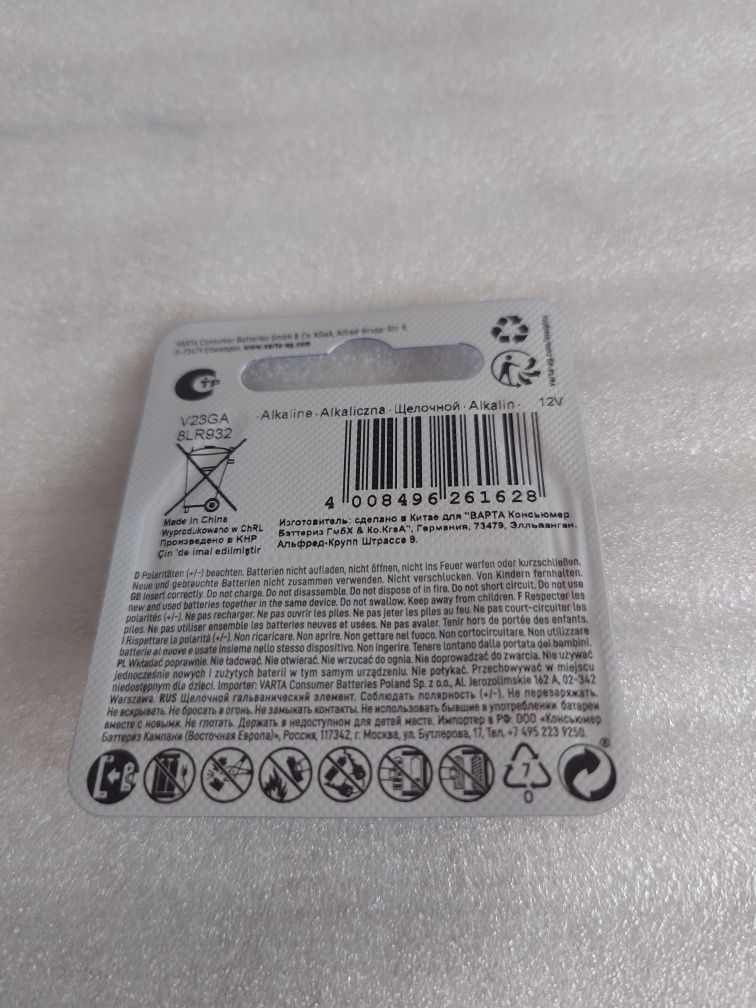 VARTA Consumer Batteries GmbH & Co. KGaA, Alfred-Krupp-Str. 9,
D-73479 Ellwangen, www.varta-ag.com
V23GA
8LR932
·Alkaline·Alkaliczna·Щелочной·Alkalin· 12V
4 008496 261628
Made in China
Wyprodukowano w ChRL
Произведено в КНР
Çin 'de imal edilmiştir
Изготовитель: сделано в Китае для "ВАРТА Консьюмер
Бэттериз ГмбХ & Ко.КгаА", Германия, 73479, Эллванген,
Альфред-Крупп Штрассе 9.
D Polaritäten (+/-) beachten. Batterien nicht aufladen, nicht öffnen, nicht ins Feuer werfen oder kurzschließen.
Neue und gebrauchte Batterien nicht zusammen verwenden. Nicht verschlucken. Von Kindern fernhalten.
GB Insert correctly. Do not charge. Do not disassemble. Do not dispose of in fire. Do not short circuit. Do not use
new and used batteries together in the same device. Do not swallow. Keep away from children. F Respecter les
polarités (+/-). Ne pas recharger. Ne pas ouvrir les piles. Ne pas jeter les piles au feu. Ne pas court-circuiter les
piles. Ne pas utiliser ensemble les batteries neuves et usées. Ne pas avaler. Tenir hors de portée des enfants.
I Rispettare la polarità (+/-). Non ricaricare. Non aprire. Non gettare nel fuoco. Non cortocircuitare. Non utilizzare
batterie al nuove e usate insieme nello stesso dispositivo. Non ingerire. Tenere lontano dalla portata dei bambini.
PL Wkładać poprawnie. Nie ładować. Nie otwierać. Nie wrzucać do ognia. Nie doprowadzać do zwarcia. Nie używać
jednocześnie nowych i zużytych baterii w tym samym urządzeniu. Nie potykać. Przechowywać w miejscu
niedostępnym dla dzieci. Importer: VARTA Consumer Batteries Poland Sp. z o.o., Al. Jerozolimskie 162 A, 02-342
Warszawa. RUS Щелочной гальванический элемент. Соблюдать полярность (+/-). Не перезаряжать.
Не вскрывать. Не бросать в огонь. Не замыкать контакты. Не использовать бывшие в употреблении батареи
вместе с новыми. Не глотать. Держать в недоступном для детей месте. Импортер в РФ: ООО «Консьюмер
Бэттериз Кампани (Восточная Европа)», Россия, 117342, г. Москва, ул. Бутлерова, 17, Тел. +7 495 223 9250.
7
0
®